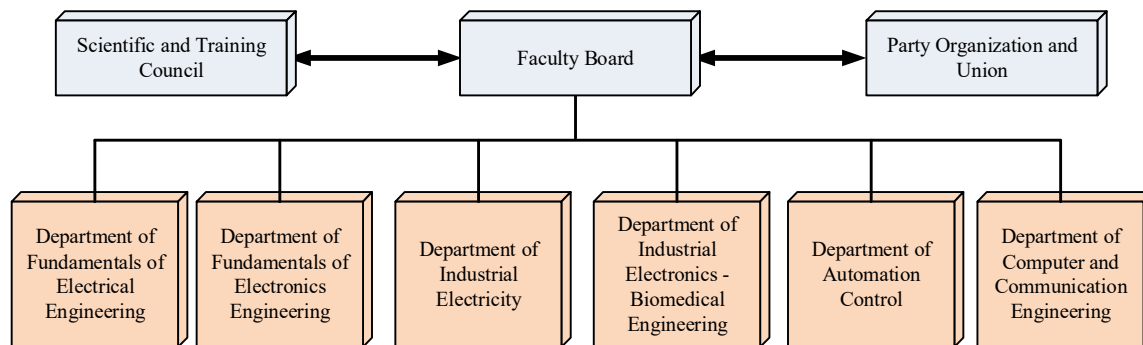 Scientific and Training
Council
Faculty Board
Party Organization and
Union
Department of
Fundamentals of
Electrical
Engineering
Department of
Fundamentals of
Electronics
Engineering
Department of
Industrial
Electricity
Department of
Industrial
Electronics -
Biomedical
Engineering
Department of
Automation
Control
Department of
Computer and
Communication
Engineering